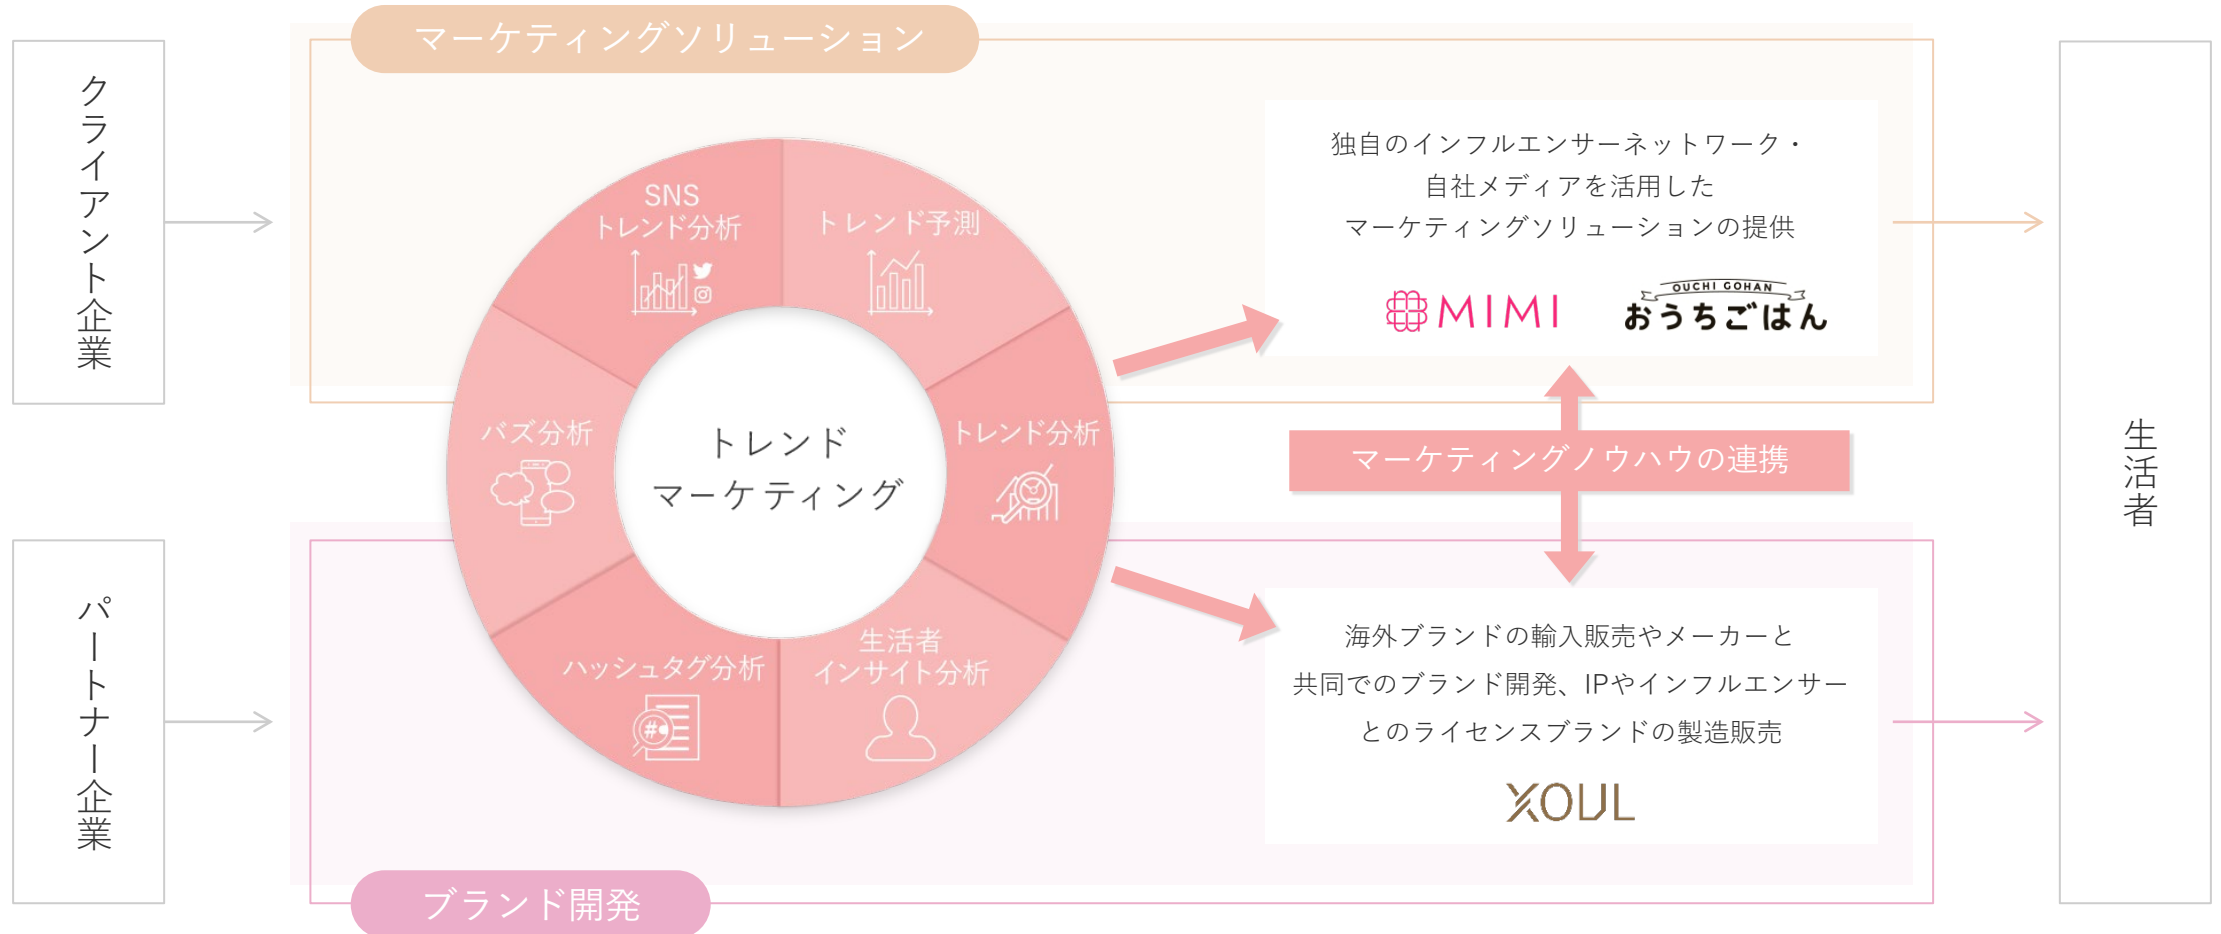 マーケティングソリューション
クライアント企業
SNS
トレンド分析
トレンド予測
バズ分析
トレンド
マーケティング
トレンド分析
ハッシュタグ分析
#
生活者
インサイト分析
独自のインフルエンサーネットワーク・
自社メディアを活用した
マーケティングソリューションの提供
MIMI
OUCHI GOHAN
おうちごはん
マーケティングノウハウの連携
パートナー企業
海外ブランドの輸入販売やメーカーと
共同でのブランド開発、IPやインフルエンサー
とのライセンスブランドの製造販売
XOUL
ブランド開発
生活者